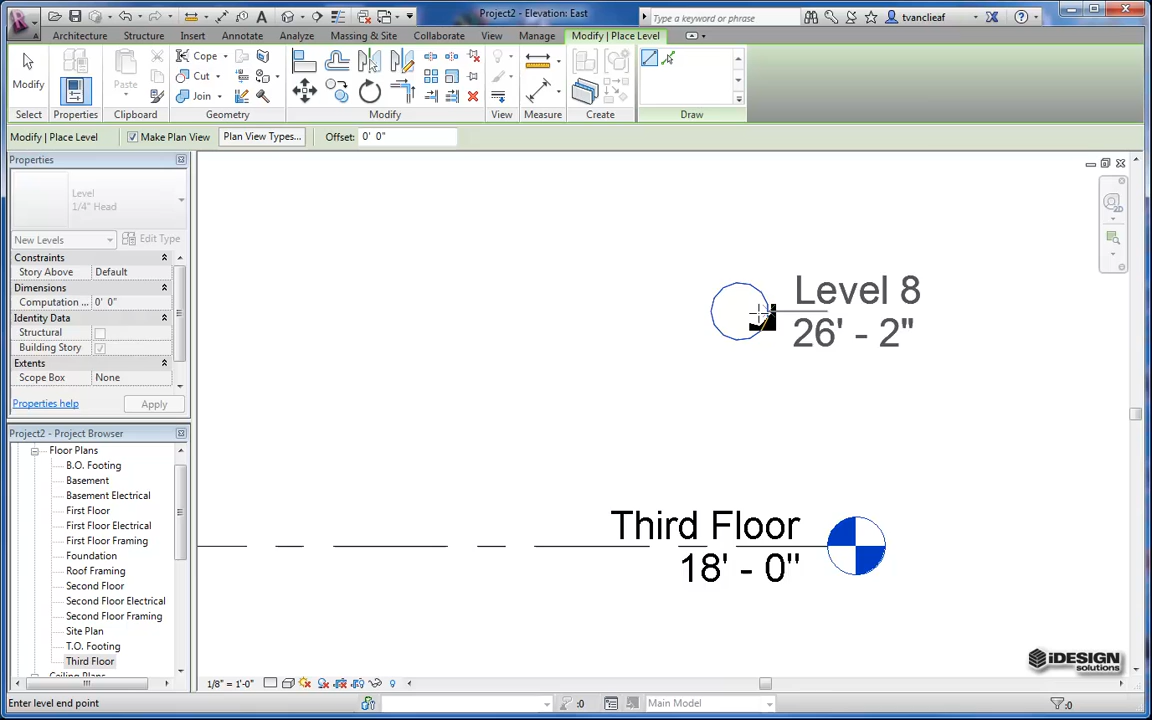 Project2 - Elevation: East
Type a keyword or phrase
tvanclieaf
Architecture Structure Insert Annotate Analyze Massing & Site Collaborate View Manage Modify | Place Level
Modify Paste Cope Cut Join
Select Properties Clipboard Geometry Modify View Measure Create Draw
Modify | Place Level Make Plan View Plan View Types... Offset: 0' 0"
Properties
Level
1/4" Head
New Levels Edit Type
Constraints
Story Above Default
Dimensions
Computation ... 0' 0"
Identity Data
Structural
Building Story
Extents
Scope Box None
Properties help Apply
Project2 - Project Browser
Floor Plans
B.O. Footing
Basement
Basement Electrical
First Floor
First Floor Electrical
First Floor Framing
Foundation
Roof Framing
Second Floor
Second Floor Electrical
Second Floor Framing
Site Plan
T.O. Footing
Third Floor
Ceiling Plans
Level 8
26' - 2"
Third Floor
18' - 0"
iDESIGN
solutions
1/8" = 1'-0"
Enter level end point
:0
Main Model
:0